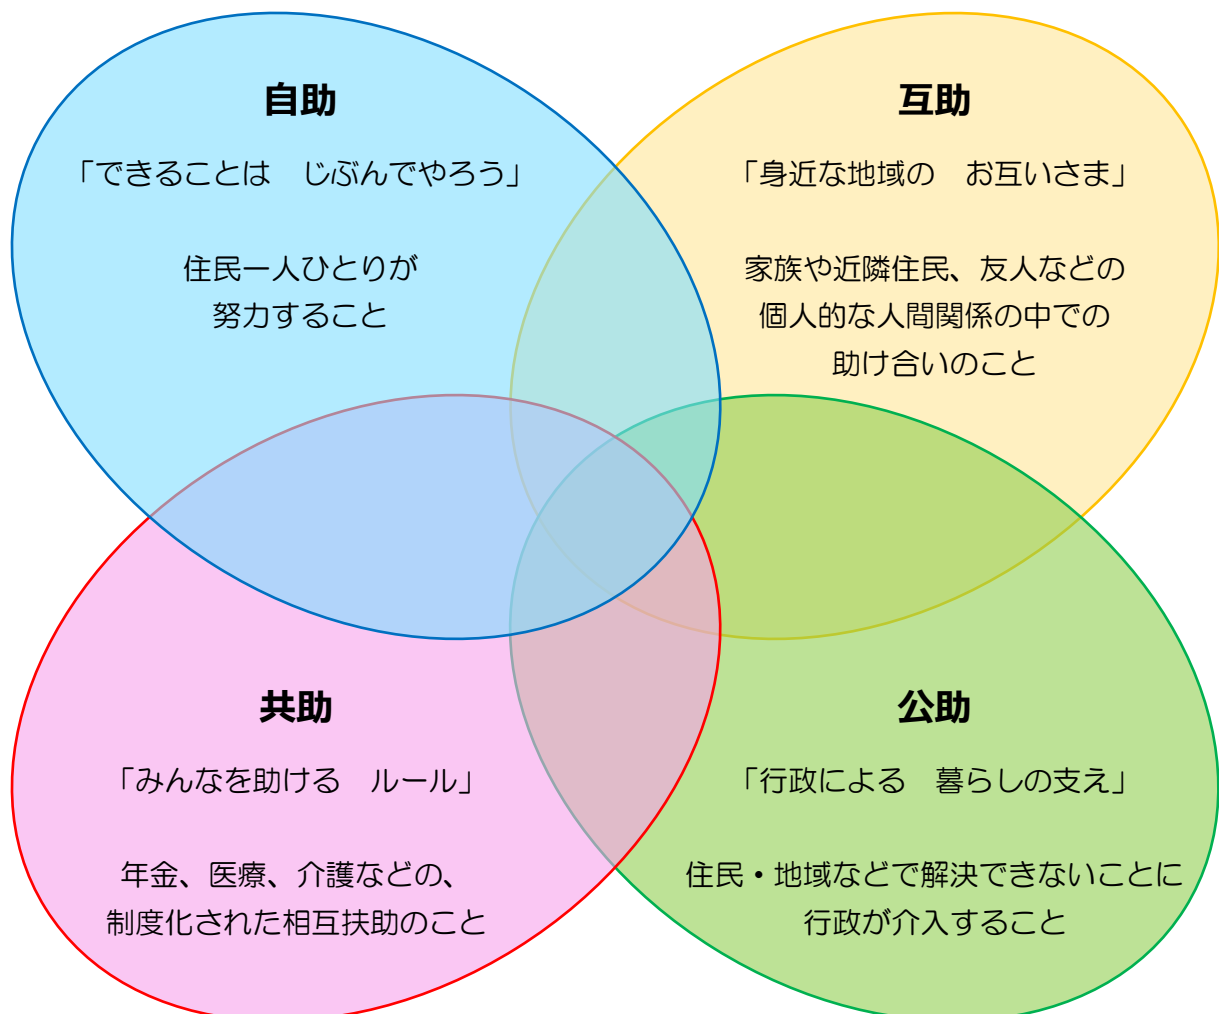 自助
「できることは　じぶんでやろう」
住民一人ひとりが
努力すること
互助
「身近な地域の　お互いさま」
家族や近隣住民、友人などの
個人的な人間関係の中での
助け合いのこと
共助
「みんなを助ける　ルール」
年金、医療、介護などの、
制度化された相互扶助のこと
公助
「行政による　暮らしの支え」
住民・地域などで解決できないことに
行政が介入すること